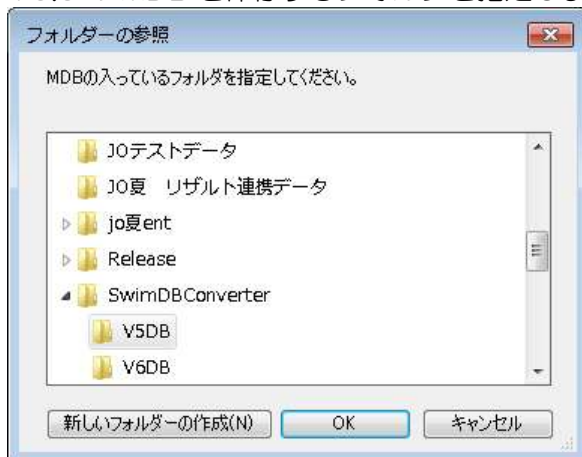 フォルダーの参照
MDBの入っているフォルダを指定してください。
JOテストデータ
JO夏　リザルト連携データ
jo夏ent
Release
SwimDBConverter
V5DB
V6DB
新しいフォルダーの作成(N)
OK
キャンセル